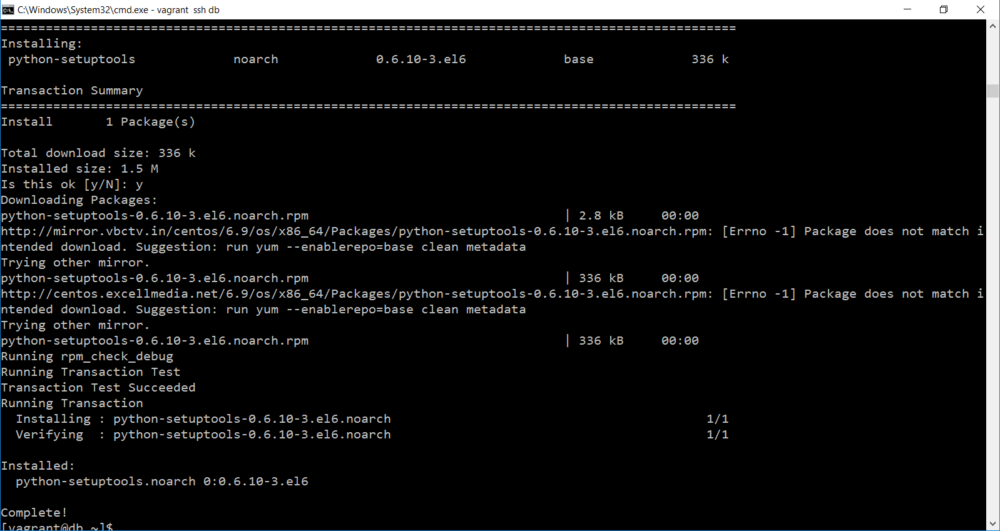 C:\Windows\System32\cmd.exe - vagrant  ssh db
==================================================================================================
Installing:
 python-setuptools             noarch             0.6.10-3.el6             base             336 k

Transaction Summary
==================================================================================================
Install       1 Package(s)

Total download size: 336 k
Installed size: 1.5 M
Is this ok [y/N]: y
Downloading Packages:
python-setuptools-0.6.10-3.el6.noarch.rpm                                  | 2.8 kB     00:00
http://mirror.vbctv.in/centos/6.9/os/x86_64/Packages/python-setuptools-0.6.10-3.el6.noarch.rpm: [Errno -1] Package does not match i
ntended download. Suggestion: run yum --enablerepo=base clean metadata
Trying other mirror.
python-setuptools-0.6.10-3.el6.noarch.rpm                                  | 336 kB     00:00
http://centos.excellmedia.net/6.9/os/x86_64/Packages/python-setuptools-0.6.10-3.el6.noarch.rpm: [Errno -1] Package does not match i
ntended download. Suggestion: run yum --enablerepo=base clean metadata
Trying other mirror.
python-setuptools-0.6.10-3.el6.noarch.rpm                                  | 336 kB     00:00
Running rpm_check_debug
Running Transaction Test
Transaction Test Succeeded
Running Transaction
  Installing : python-setuptools-0.6.10-3.el6.noarch                                          1/1
  Verifying  : python-setuptools-0.6.10-3.el6.noarch                                          1/1

Installed:
  python-setuptools.noarch 0:0.6.10-3.el6

Complete!
[vagrant@db ~]$